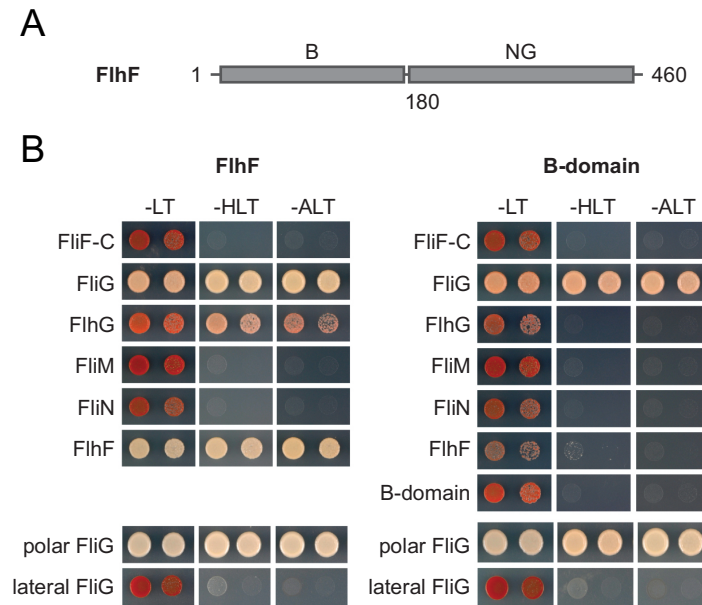 A
B NG
FlhF 1 460
180
B
FlhF B-domain
-LT -HLT -ALT -LT -HLT -ALT
FliF-C FliF-C
FliG FliG
FlhG FlhG
FliM FliM
FliN FliN
FlhF FlhF
B-domain
polar FliG polar FliG
lateral FliG lateral FliG